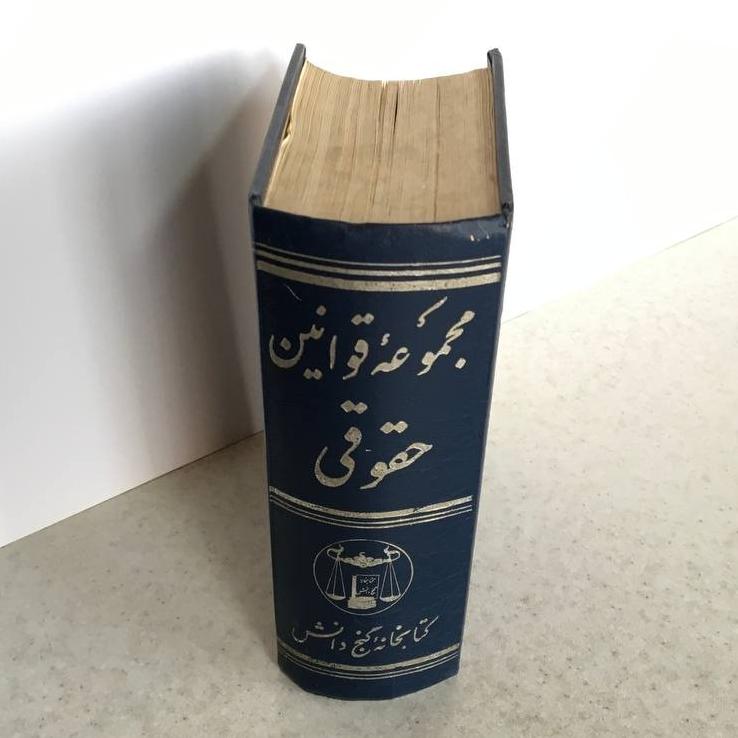 مجموعهٔ قوانین
حقوقی
کتابخانهٔ گنج دانش